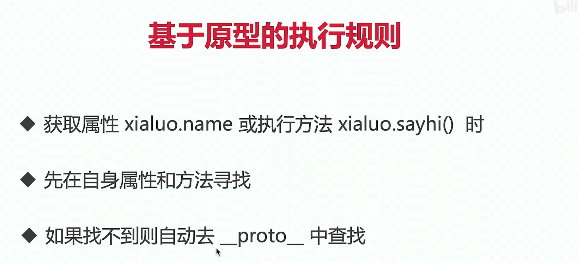 基于原型的执行规则
◆ 获取属性 xialuo.name 或执行方法 xialuo.sayhi() 时
◆ 先在自身属性和方法寻找
◆ 如果找不到则自动去 __proto__ 中查找